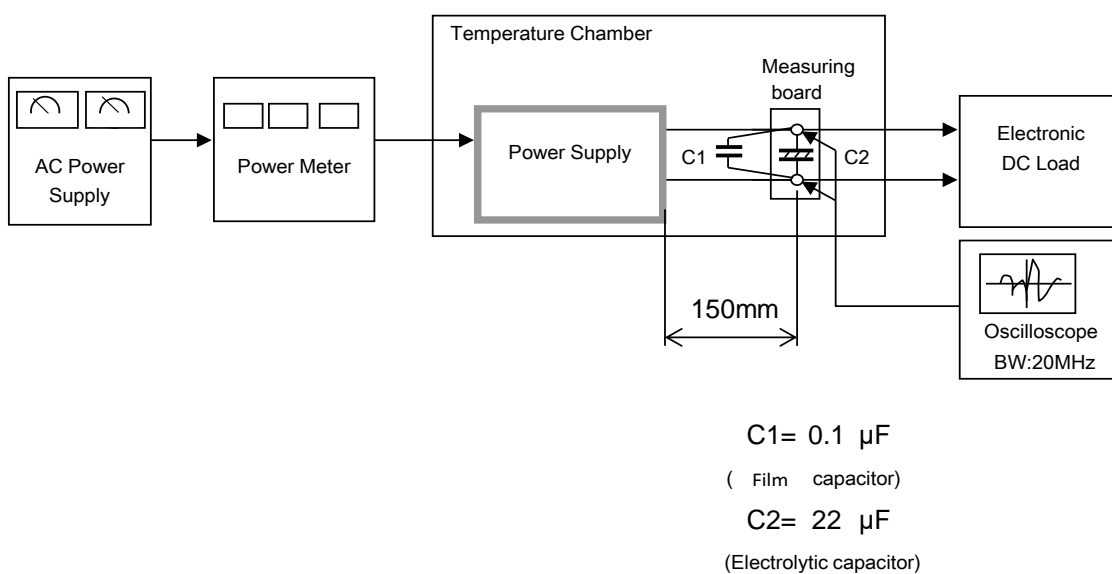 Temperature Chamber
Measuring
board
AC Power
Supply
Power Meter
Power Supply
C1
C2
Electronic
DC Load
150mm
Oscilloscope
BW:20MHz
C1= 0.1 µF
( Film capacitor)
C2= 22 µF
(Electrolytic capacitor)